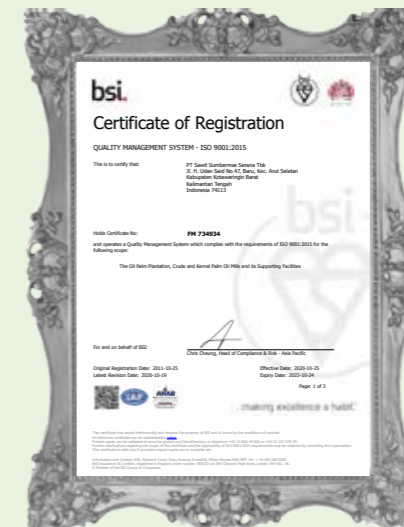 bsi.
Certificate of Registration
QUALITY MANAGEMENT SYSTEM - ISO 9001:2015
This is to certify that:
PT Sawit Sumbermas Sarana Tbk
Jl. H. Udan Said No.47, Baru, Kec. Arut Selatan
Kabupaten Kotawaringin Barat
Kalimantan Tengah
Indonesia 74113
Holds Certificate No:
FM 734934
and operates a Quality Management System which complies with the requirements of ISO 9001:2015 for the
following scope:
The Oil Palm Plantation, Crude and Kernel Palm Oil Mills and its Supporting Facilities
For and on behalf of BSI:
Chris Cheung, Head of Compliance & Risk - Asia Pacific
Original Registration Date: 2011-10-25
Effective Date: 2020-10-25
Latest Revision Date: 2020-10-19
Expiry Date: 2023-10-24
Page: 1 of 3
IAF
ANAB
...making excellence a habit.
bsi